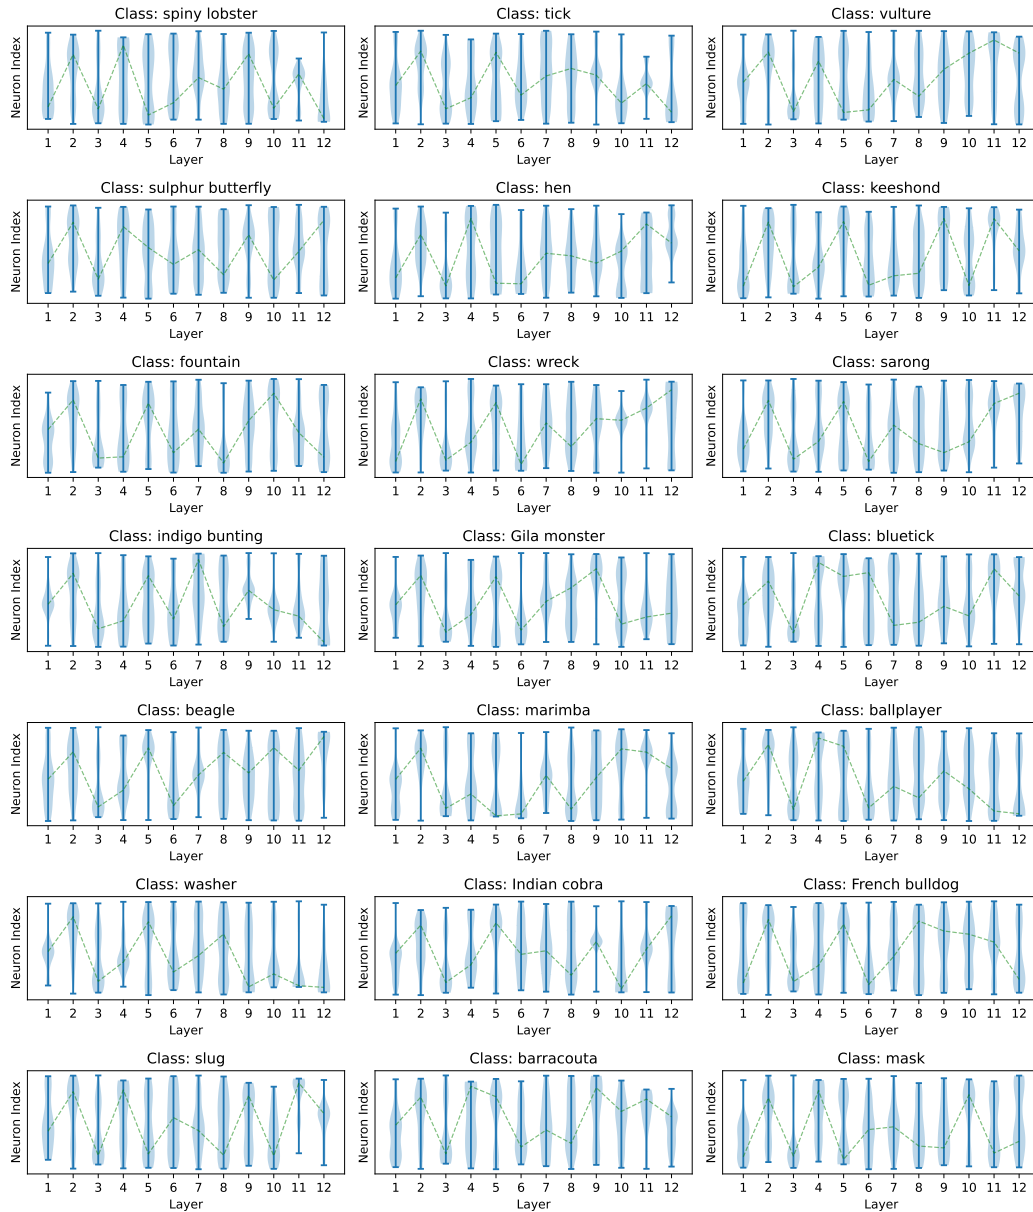 Class: spiny lobster
Neuron Index
1 2 3 4 5 6 7 8 9 10 11 12
Layer
Class: tick
Neuron Index
1 2 3 4 5 6 7 8 9 10 11 12
Layer
Class: vulture
Neuron Index
1 2 3 4 5 6 7 8 9 10 11 12
Layer
Class: sulphur butterfly
Neuron Index
1 2 3 4 5 6 7 8 9 10 11 12
Layer
Class: hen
Neuron Index
1 2 3 4 5 6 7 8 9 10 11 12
Layer
Class: keeshond
Neuron Index
1 2 3 4 5 6 7 8 9 10 11 12
Layer
Class: fountain
Neuron Index
1 2 3 4 5 6 7 8 9 10 11 12
Layer
Class: wreck
Neuron Index
1 2 3 4 5 6 7 8 9 10 11 12
Layer
Class: sarong
Neuron Index
1 2 3 4 5 6 7 8 9 10 11 12
Layer
Class: indigo bunting
Neuron Index
1 2 3 4 5 6 7 8 9 10 11 12
Layer
Class: Gila monster
Neuron Index
1 2 3 4 5 6 7 8 9 10 11 12
Layer
Class: bluetick
Neuron Index
1 2 3 4 5 6 7 8 9 10 11 12
Layer
Class: beagle
Neuron Index
1 2 3 4 5 6 7 8 9 10 11 12
Layer
Class: marimba
Neuron Index
1 2 3 4 5 6 7 8 9 10 11 12
Layer
Class: ballplayer
Neuron Index
1 2 3 4 5 6 7 8 9 10 11 12
Layer
Class: washer
Neuron Index
1 2 3 4 5 6 7 8 9 10 11 12
Layer
Class: Indian cobra
Neuron Index
1 2 3 4 5 6 7 8 9 10 11 12
Layer
Class: French bulldog
Neuron Index
1 2 3 4 5 6 7 8 9 10 11 12
Layer
Class: slug
Neuron Index
1 2 3 4 5 6 7 8 9 10 11 12
Layer
Class: barracouta
Neuron Index
1 2 3 4 5 6 7 8 9 10 11 12
Layer
Class: mask
Neuron Index
1 2 3 4 5 6 7 8 9 10 11 12
Layer